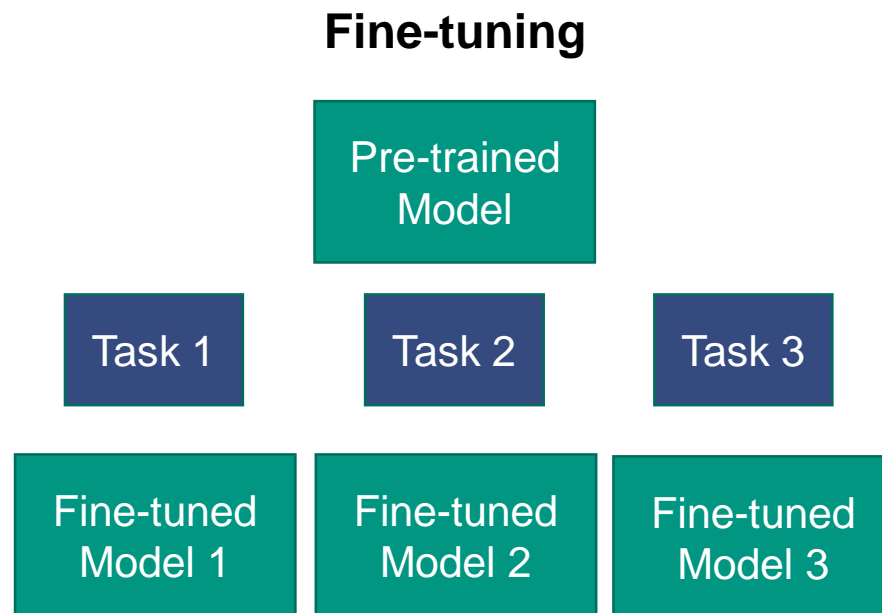 Fine-tuning
Pre-trained
Model
Task 1
Task 2
Task 3
Fine-tuned
Model 1
Fine-tuned
Model 2
Fine-tuned
Model 3